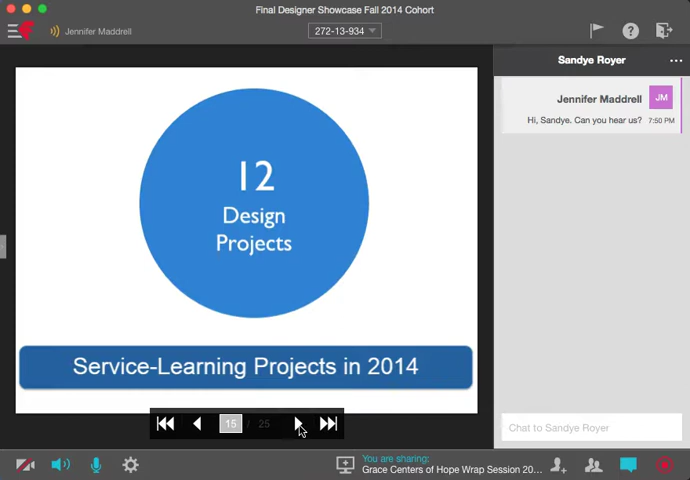 Final Designer Showcase Fall 2014 Cohort
Jennifer Maddrell
272-13-934
?
Sandye Royer
Jennifer Maddrell
JM
Hi, Sandye. Can you hear us?
7:50 PM
12
Design
Projects
Service-Learning Projects in 2014
15 / 25
Chat to Sandye Royer
You are sharing:
Grace Centers of Hope Wrap Session 20...